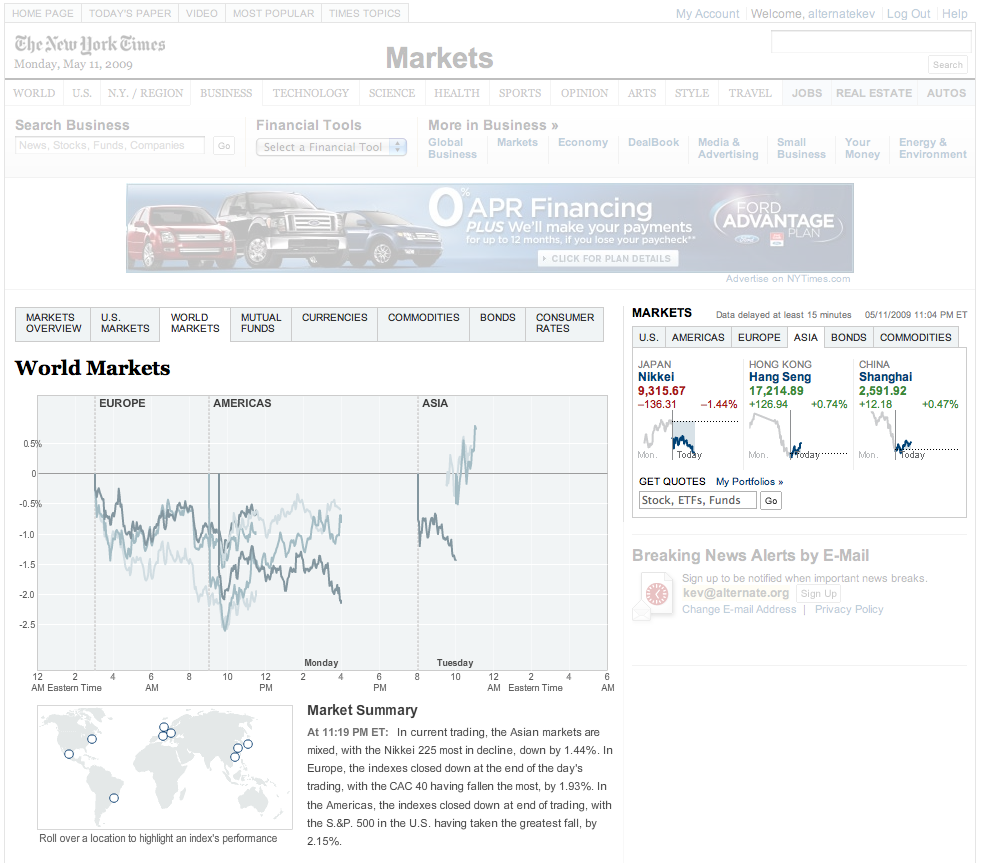 HOME PAGE TODAY'S PAPER VIDEO MOST POPULAR TIMES TOPICS
My Account Welcome, alternatekev Log Out Help
The New York Times
Monday, May 11, 2009
Markets
Search
WORLD U.S. N.Y. / REGION BUSINESS TECHNOLOGY SCIENCE HEALTH SPORTS OPINION ARTS STYLE TRAVEL JOBS REAL ESTATE AUTOS
Search Business
News, Stocks, Funds, Companies Go
Financial Tools
Select a Financial Tool
More in Business »
Global Business Markets Economy DealBook Media & Advertising Small Business Your Money Energy & Environment
0% APR Financing
PLUS We'll make your payments
for up to 12 months, if you lose your paycheck**
CLICK FOR PLAN DETAILS
FORD
ADVANTAGE
PLAN
Ford
Advertise on NYTimes.com
MARKETS OVERVIEW U.S. MARKETS WORLD MARKETS MUTUAL FUNDS CURRENCIES COMMODITIES BONDS CONSUMER RATES
World Markets
EUROPE AMERICAS ASIA
0.5%
0
-0.5%
-1.0
-1.5
-2.0
-2.5
Monday Tuesday
12 2 4 6 8 10 12 2 4 6 8 10 12 2 4 6
AM Eastern Time AM PM PM AM Eastern Time AM
Roll over a location to highlight an index's performance
Market Summary
At 11:19 PM ET: In current trading, the Asian markets are
mixed, with the Nikkei 225 most in decline, down by 1.44%. In
Europe, the indexes closed down at the end of the day's
trading, with the CAC 40 having fallen the most, by 1.93%. In
the Americas, the indexes closed down at end of trading, with
the S.&P. 500 in the U.S. having taken the greatest fall, by
2.15%.
MARKETS Data delayed at least 15 minutes 05/11/2009 11:04 PM ET
U.S. AMERICAS EUROPE ASIA BONDS COMMODITIES
JAPAN HONG KONG CHINA
Nikkei Hang Seng Shanghai
9,315.67 17,214.89 2,591.92
–136.31 –1.44% +126.94 +0.74% +12.18 +0.47%
Mon. Today Mon. Today Mon. Today
GET QUOTES My Portfolios »
Stock, ETFs, Funds Go
Breaking News Alerts by E-Mail
Sign up to be notified when important news breaks.
kev@alternate.org Sign Up
Change E-mail Address | Privacy Policy